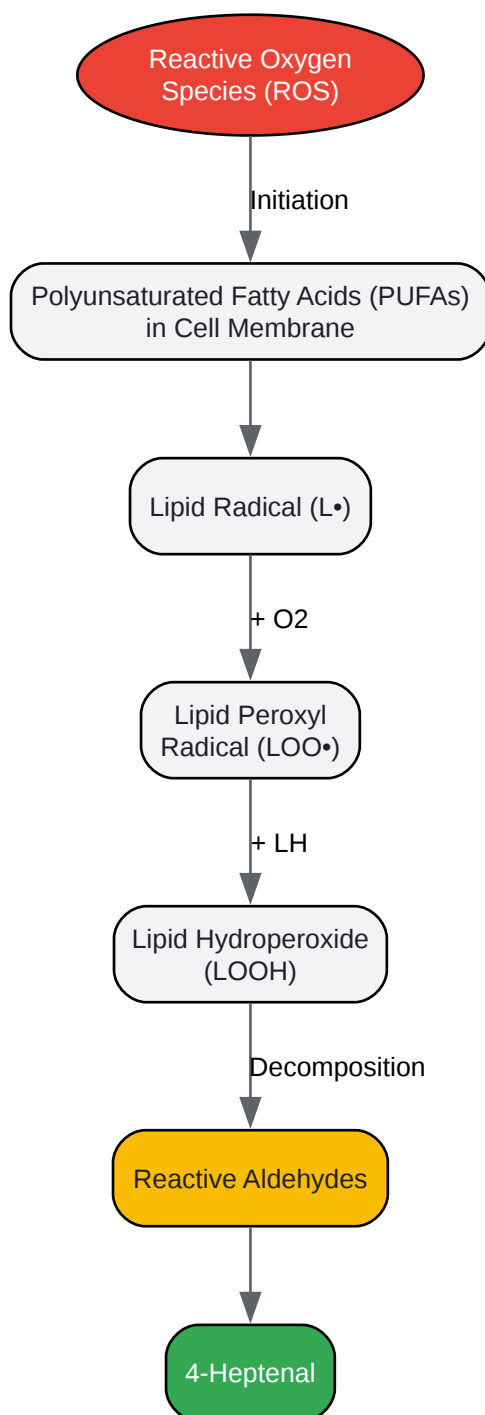 Reactive Oxygen
Species (ROS)
Initiation
Polyunsaturated Fatty Acids (PUFAs)
in Cell Membrane
Lipid Radical (L•)
+ O2
Lipid Peroxyl
Radical (LOO•)
+ LH
Lipid Hydroperoxide
(LOOH)
Decomposition
Reactive Aldehydes
4-Heptenal